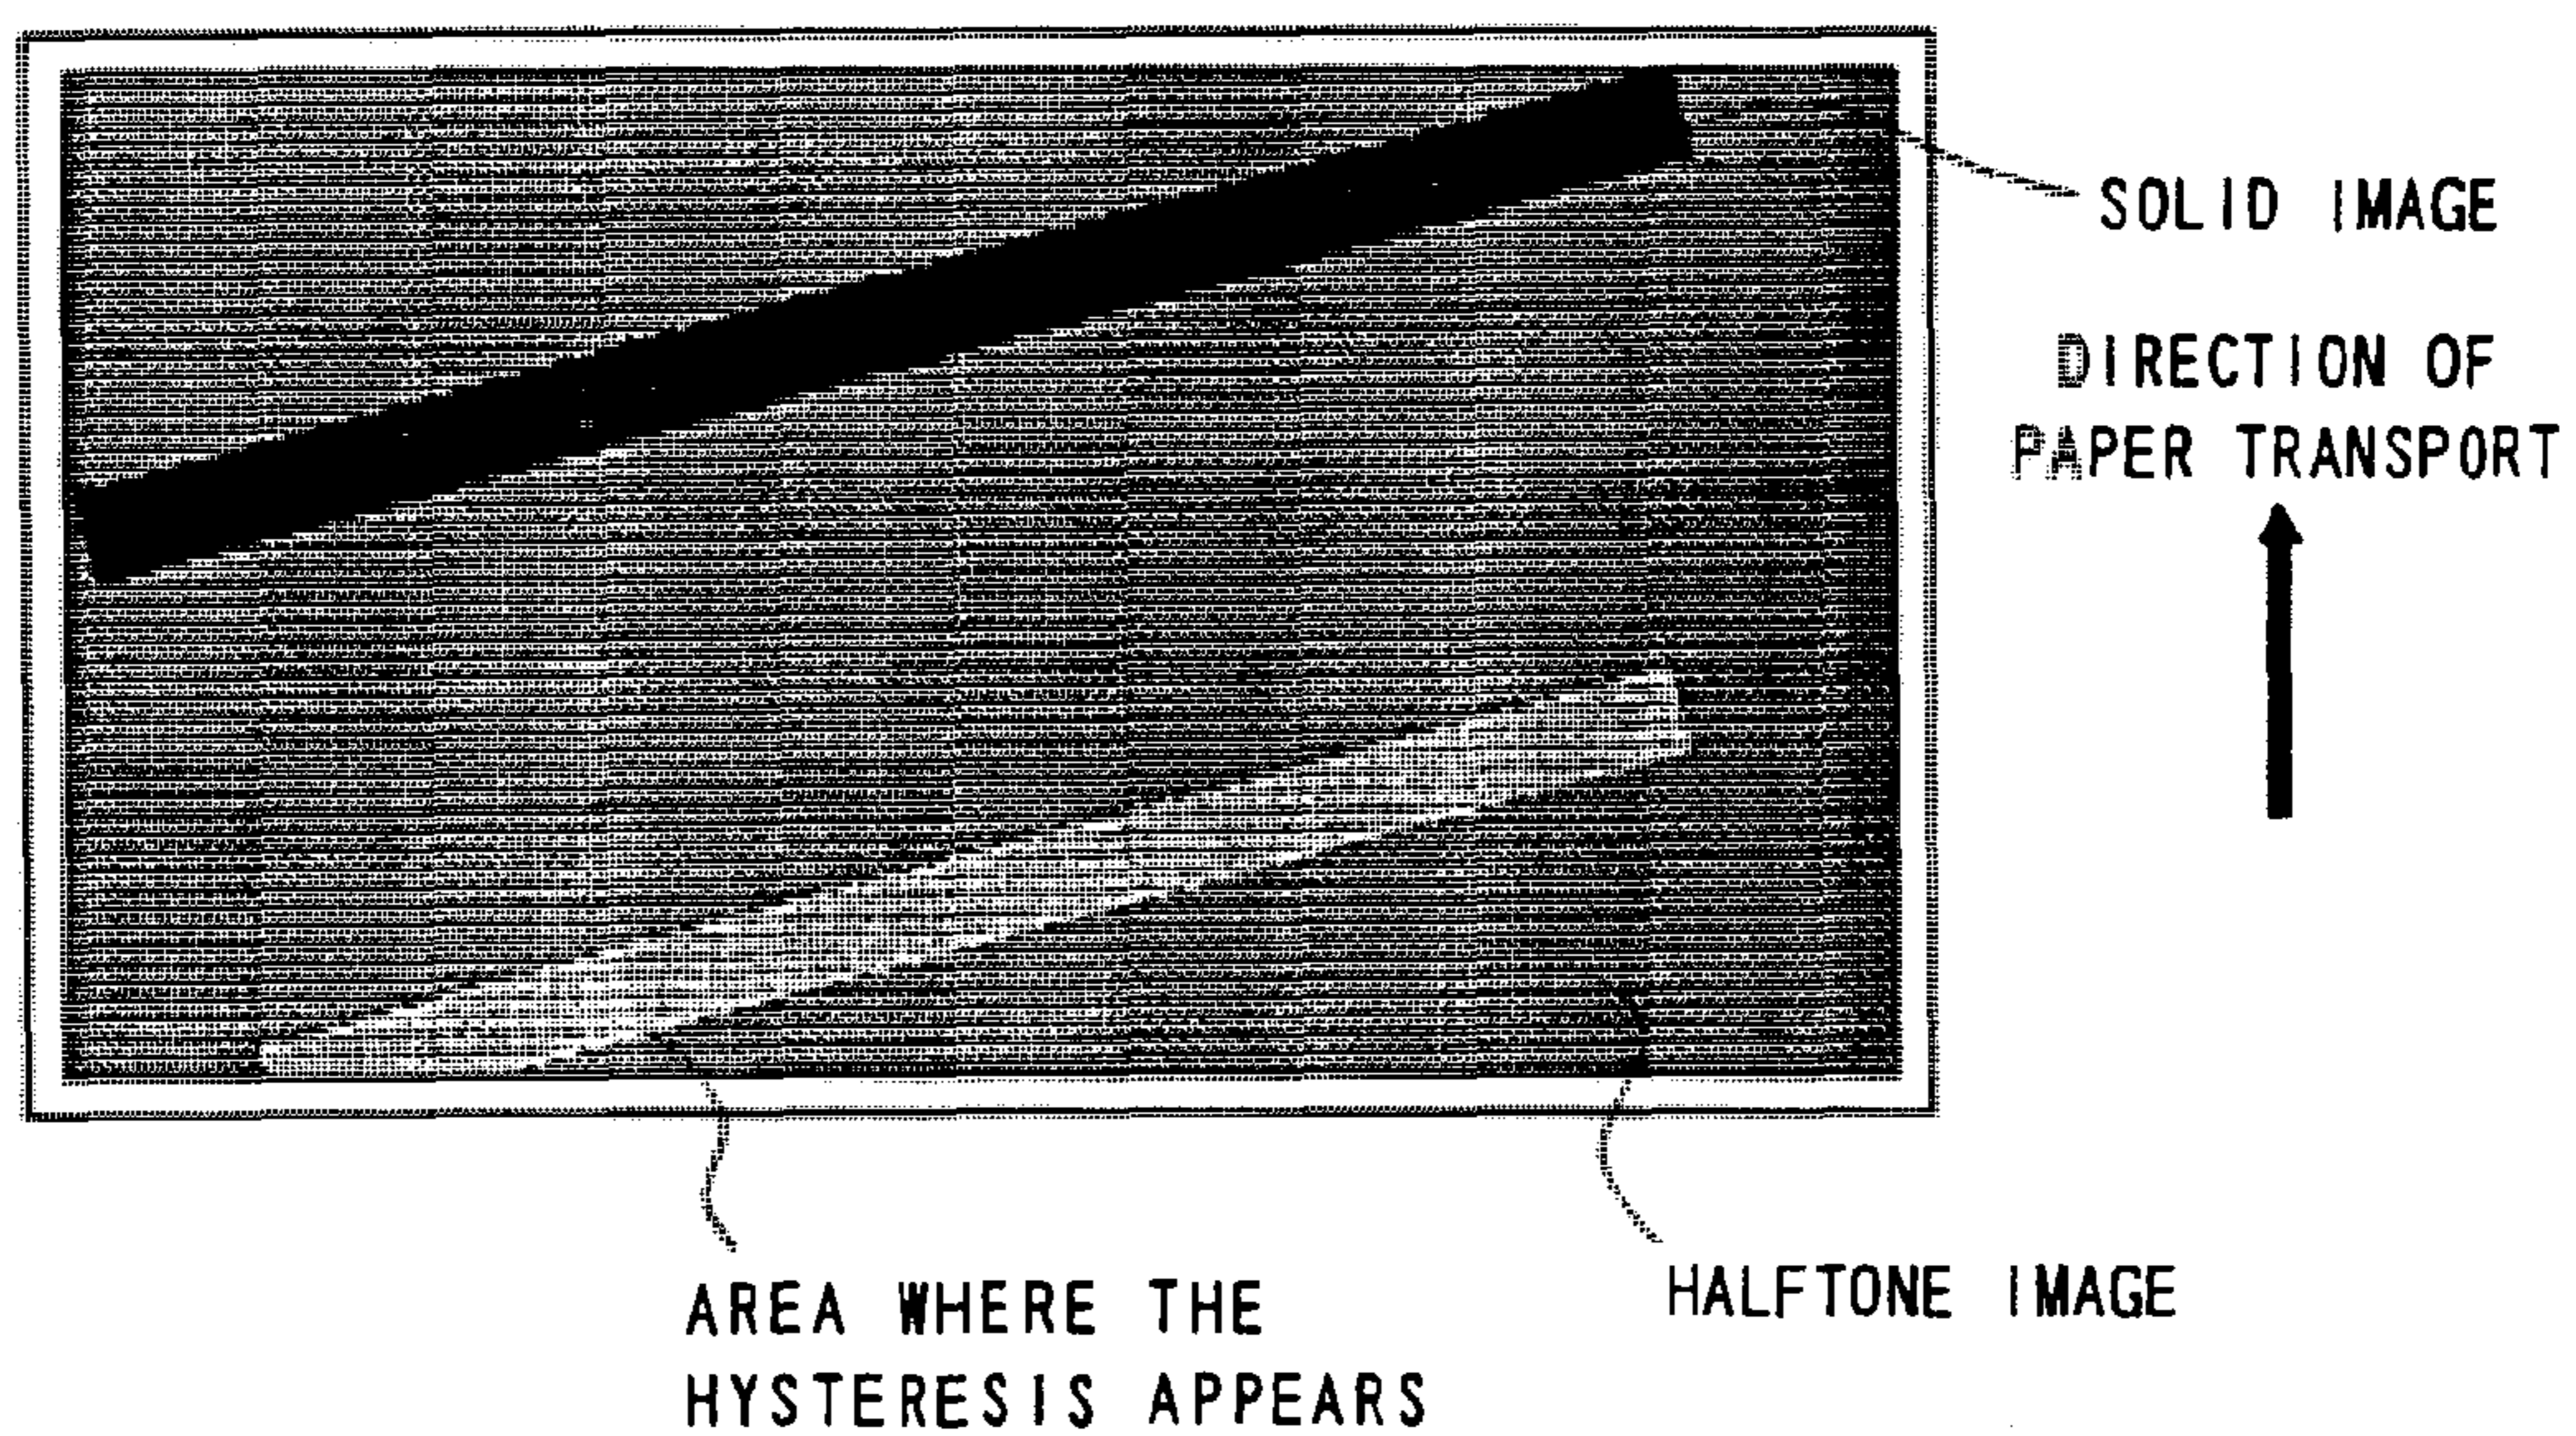 SOLID IMAGE
DIRECTION OF
PAPER TRANSPORT
HALFTONE IMAGE
AREA WHERE THE
HYSTERESIS APPEARS